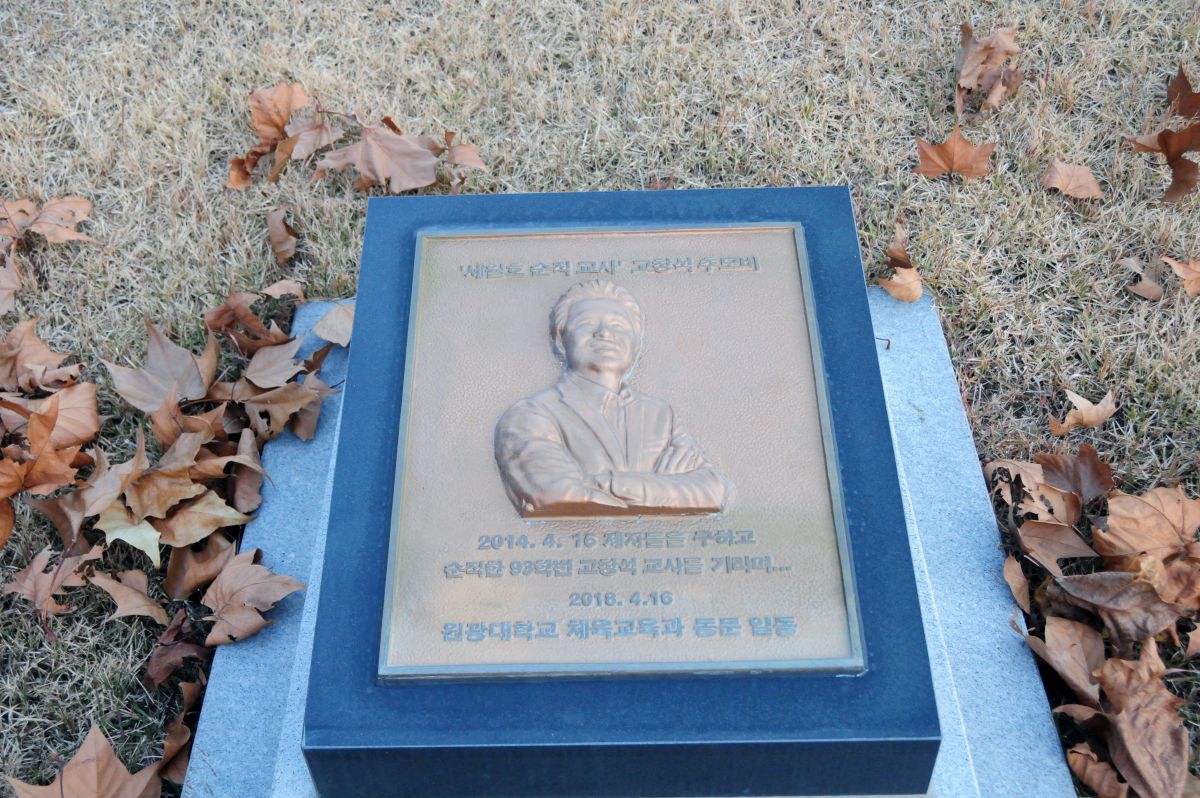 '세월호 순직 교사' 고창석 추모비
2014. 4. 16 제자들을 구하고
순직한 93학번 고창석 교사를 기리며...
2018. 4.16
원광대학교 체육교육과 동문 일동